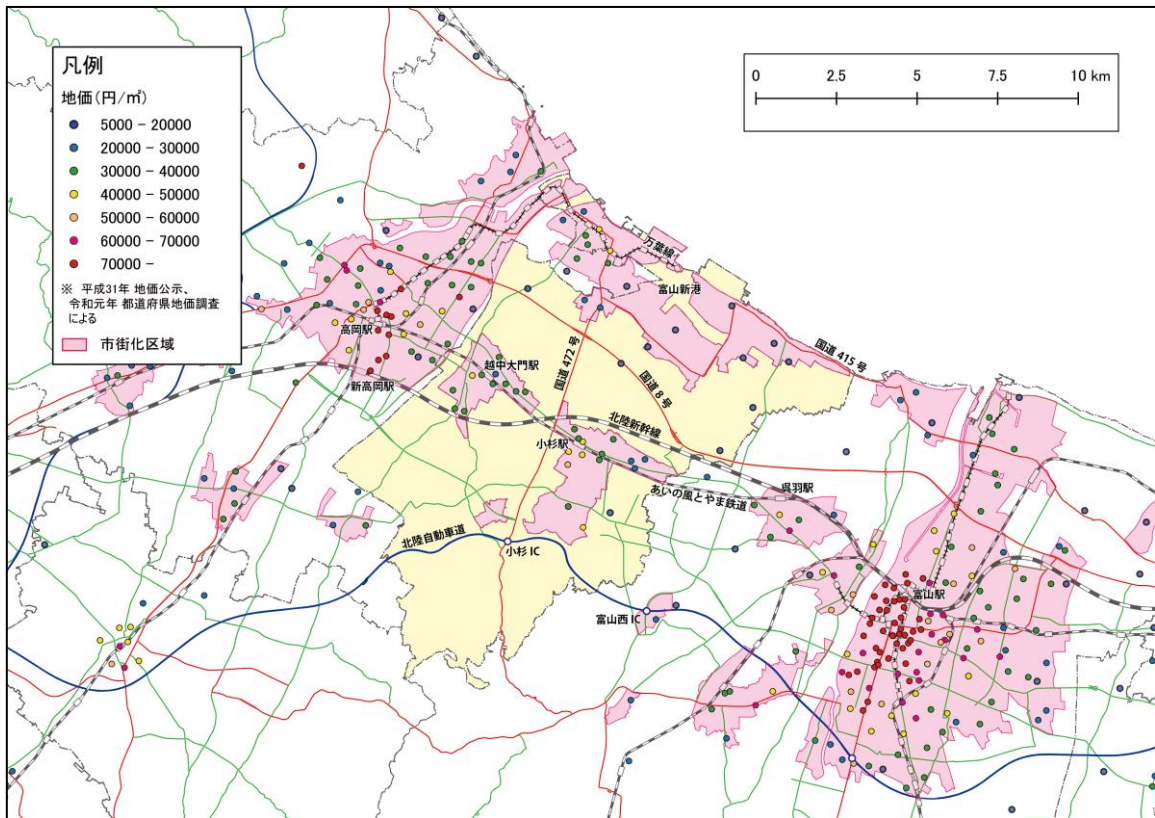 凡例
地価(円/㎡)
5000 - 20000
20000 - 30000
30000 - 40000
40000 - 50000
50000 - 60000
60000 - 70000
70000 -
※ 平成31年 地価公示、
令和元年 都道府県地価調査
による
市街化区域
0 2.5 5 7.5 10 km
万葉線
富山新港
高岡駅
越中大門駅
国道 472 号
国道 8 号
国道 415 号
新高岡駅
北陸新幹線
小杉駅
あいの風とやま鉄道
呉羽駅
北陸自動車道
小杉 IC
富山駅
富山西 IC